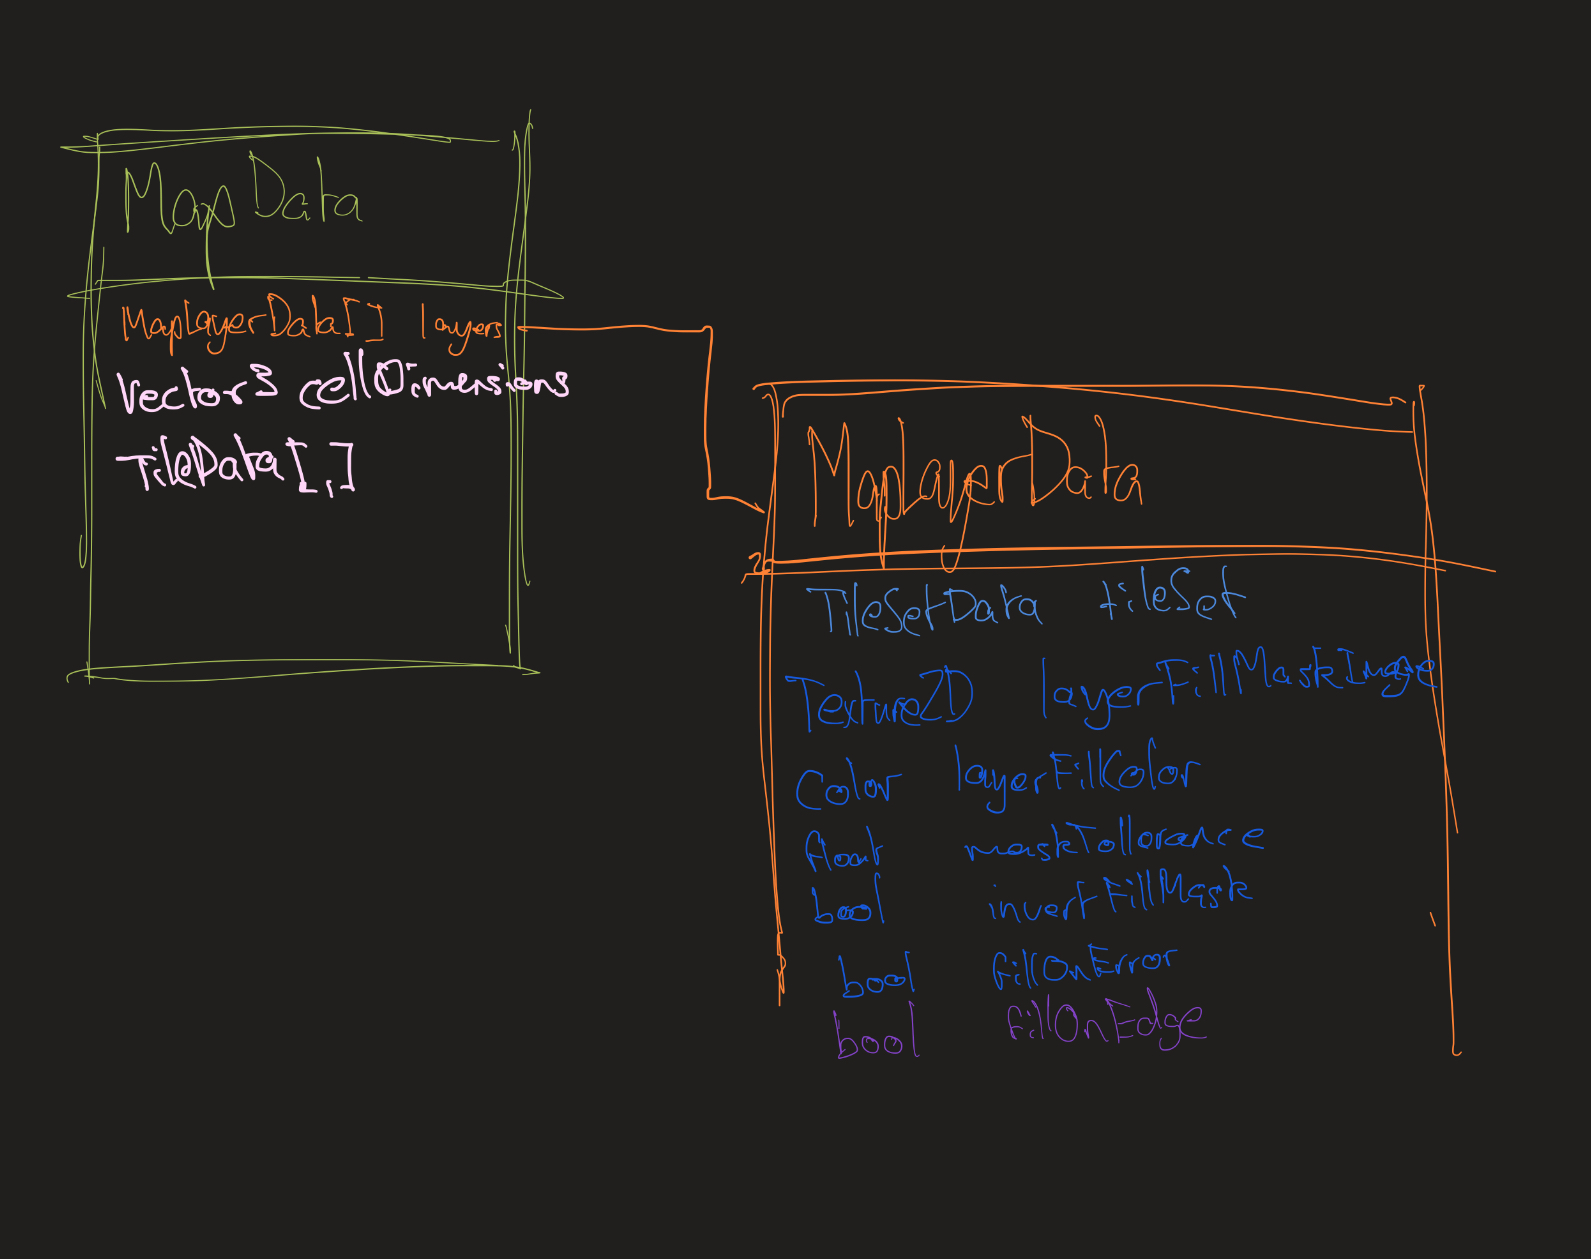 MapData
MapLayerData[] layers
Vector3 cellDimensions
TileData[,]
MapLayerData
TileSetData tileSet
Texture2D layerFillMaskImage
Color layerFillColor
float maskTollorance
bool invertFillMask
bool fillOnError
bool fillOnEdge